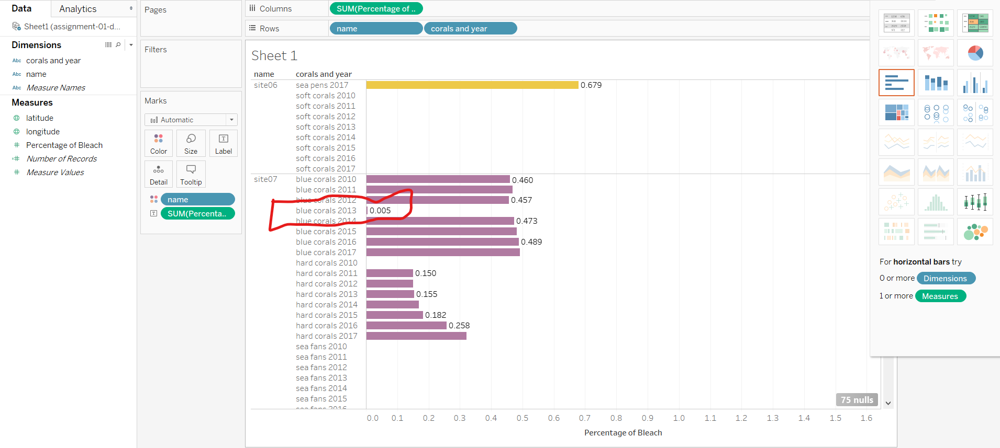 Data
Analytics
Sheet1 (assignment-01-d...
Dimensions
Abc corals and year
Abc name
Abc Measure Names
Measures
latitude
longitude
# Percentage of Bleach
=# Number of Records
# Measure Values
Pages
Filters
Marks
Automatic
Color Size Label
Detail Tooltip
name
SUM(Percenta..
Columns SUM(Percentage of ..
Rows name corals and year
Sheet 1
name corals and year
site06 sea pens 2017 0.679
soft corals 2010
soft corals 2011
soft corals 2012
soft corals 2013
soft corals 2014
soft corals 2015
soft corals 2016
soft corals 2017
site07 blue corals 2010 0.460
blue corals 2011
blue corals 2012 0.457
blue corals 2013 0.005
blue corals 2014 0.473
blue corals 2015
blue corals 2016 0.489
blue corals 2017
hard corals 2010
hard corals 2011 0.150
hard corals 2012
hard corals 2013 0.155
hard corals 2014
hard corals 2015 0.182
hard corals 2016 0.258
hard corals 2017
sea fans 2010
sea fans 2011
sea fans 2012
sea fans 2013
sea fans 2014
sea fans 2015
sea fans 2016
75 nulls
0.0 0.1 0.2 0.3 0.4 0.5 0.6 0.7 0.8 0.9 1.0 1.1 1.2 1.3 1.4 1.5 1.6
Percentage of Bleach
For horizontal bars try
0 or more Dimensions
1 or more Measures